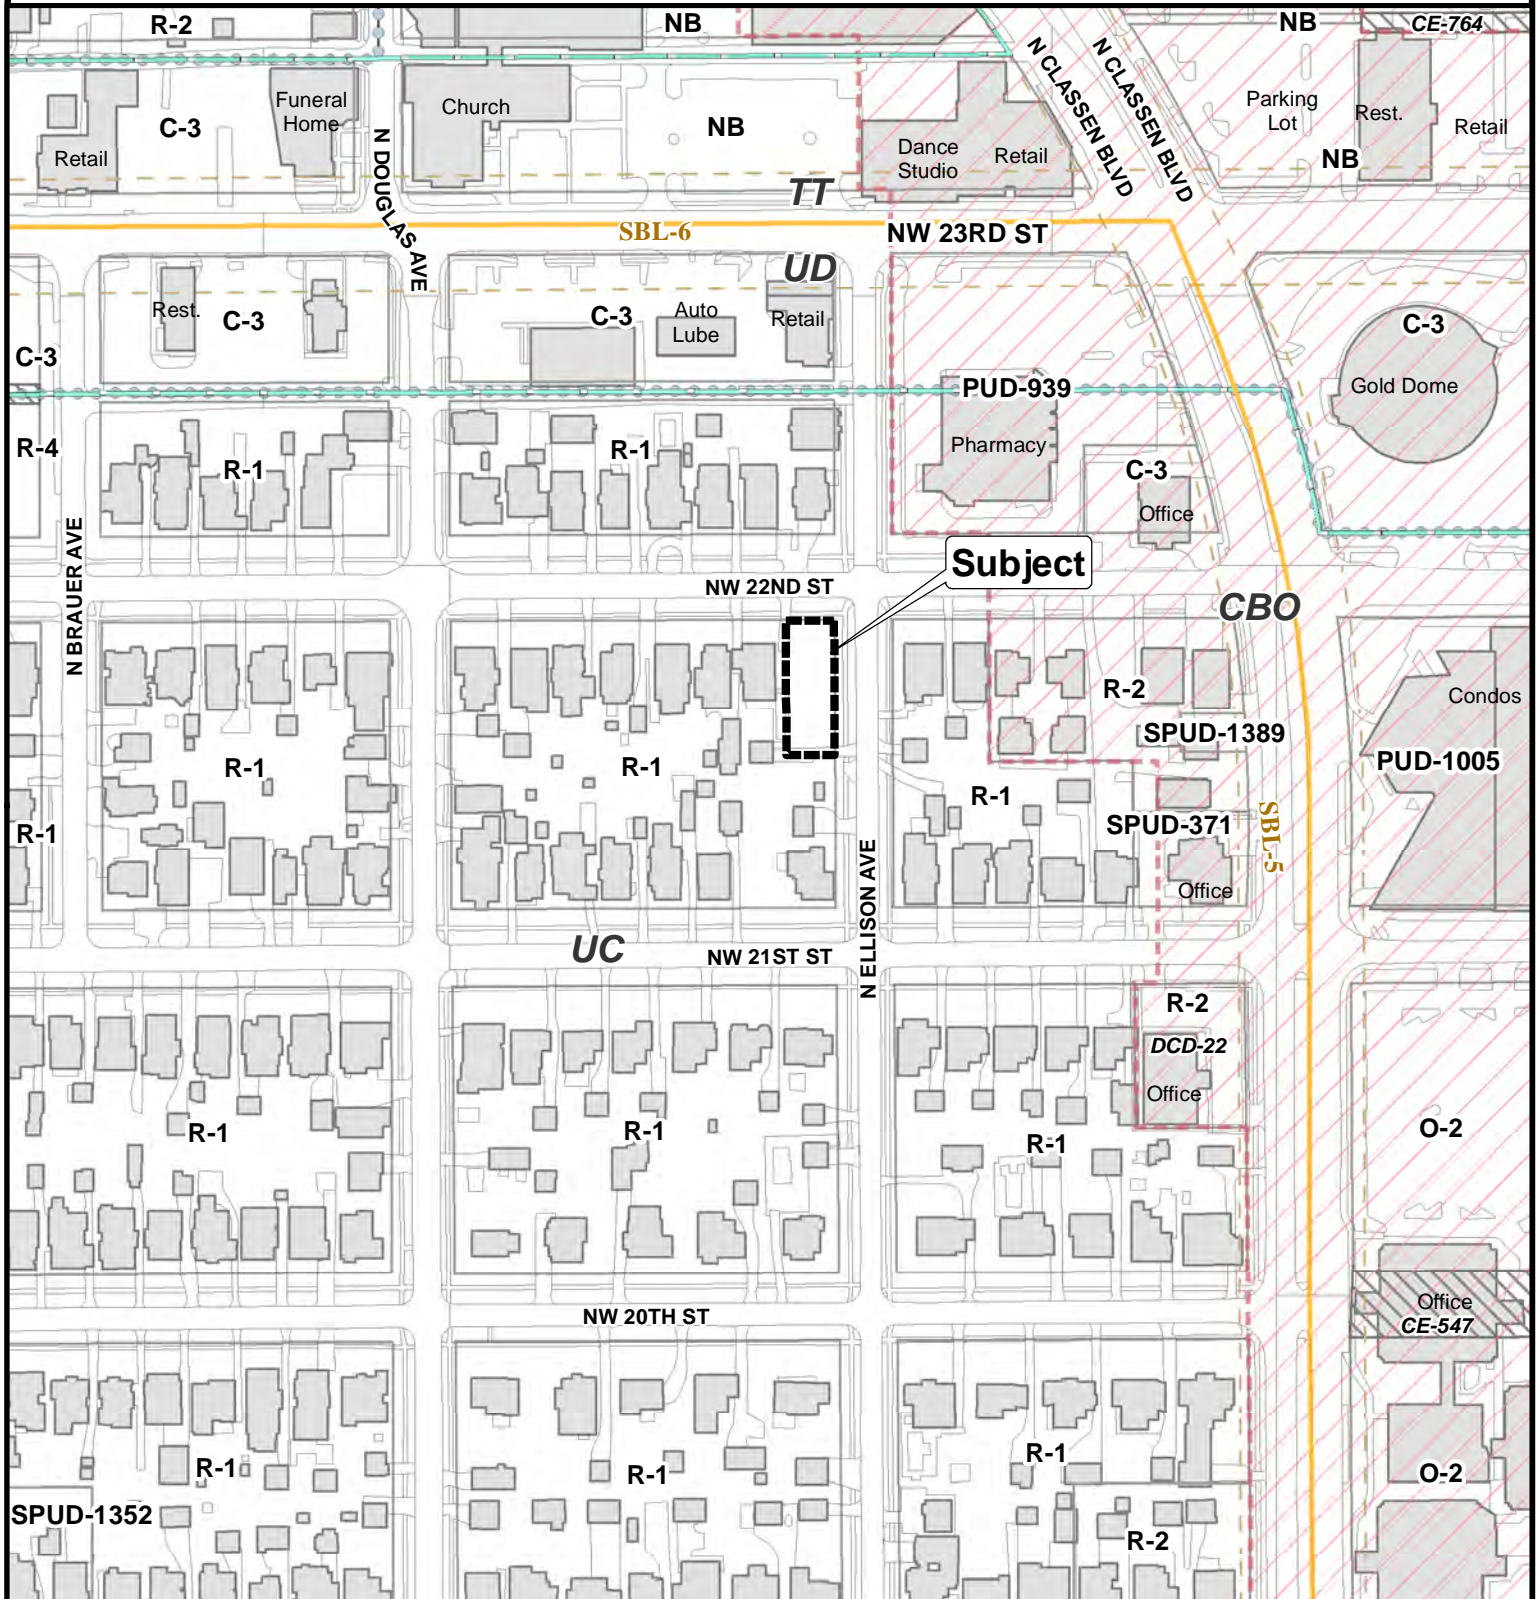 R-2
NB
NB
CE-764
N CLASSEN BLVD
N CLASSEN BLVD
Funeral
Home
Church
C-3
NB
Retail
N DOUGLAS AVE
Dance
Studio
Retail
Parking
Lot
Rest.
Retail
NB
TT
SBL-6
NW 23RD ST
UD
Rest.
C-3
C-3
Auto
Lube
Retail
C-3
C-3
Gold Dome
PUD-939
Pharmacy
R-4
R-1
R-1
C-3
Office
N BRAUER AVE
Subject
NW 22ND ST
CBO
R-2
Condos
SPUD-1389
PUD-1005
R-1
R-1
R-1
R-1
SPUD-371
SBL-5
Office
N ELLISON AVE
UC
NW 21ST ST
R-2
DCD-22
Office
R-1
R-1
R-1
O-2
NW 20TH ST
Office
CE-547
R-1
R-1
R-1
O-2
SPUD-1352
R-2